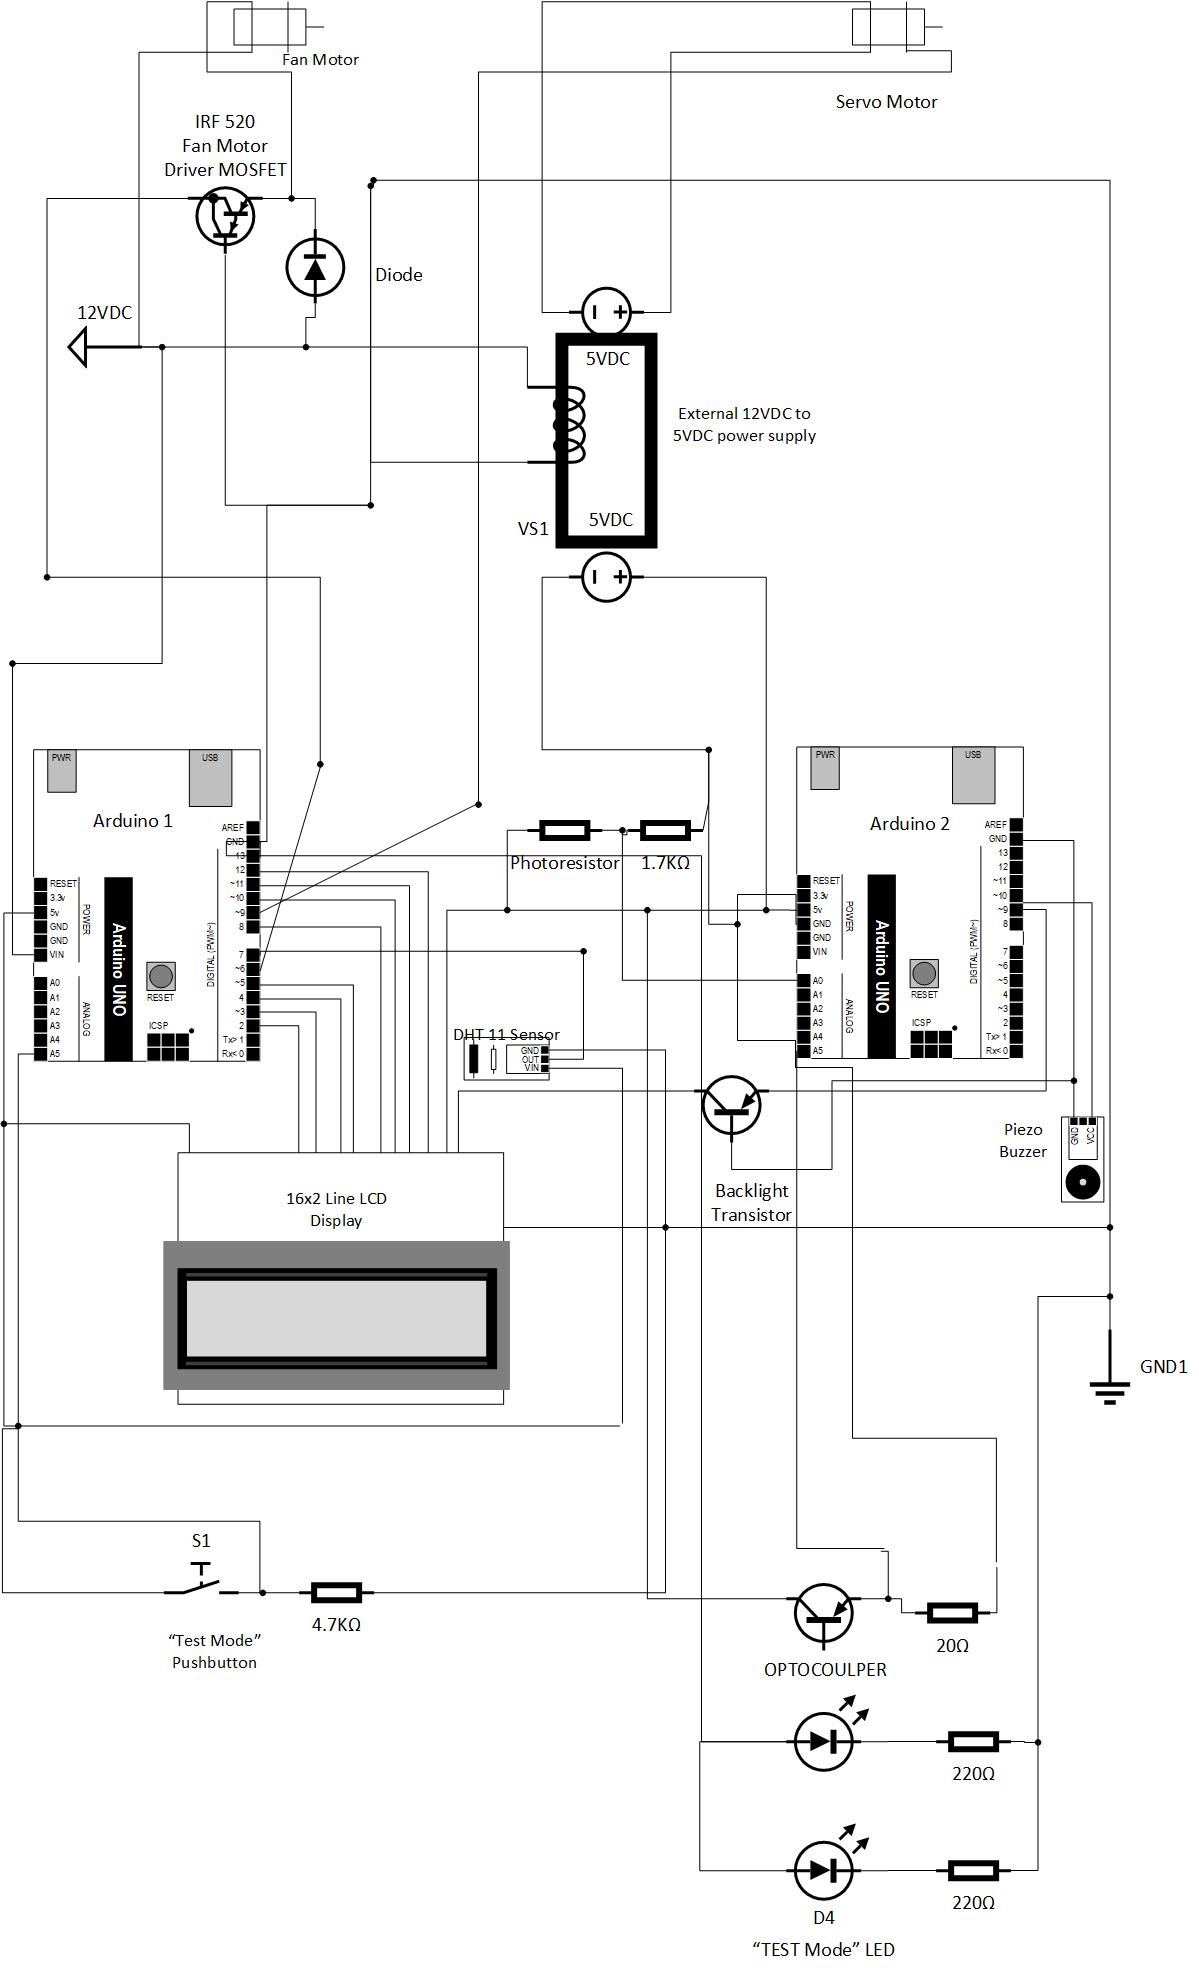 Fan Motor
Servo Motor
IRF 520
Fan Motor
Driver MOSFET
Diode
12VDC
5VDC
External 12VDC to
5VDC power supply
5VDC
VS1
PWR
USB
Arduino 1
AREF
GND
13
12
~11
~10
~9
8
7
~6
~5
4
~3
2
Tx> 1
Rx< 0
RESET
3.3v
5v
GND
GND
VIN
A0
A1
A2
A3
A4
A5
POWER
ANALOG
Arduino UNO
DIGITAL (PWM~)
RESET
ICSP
Photoresistor
1.7KΩ
PWR
USB
Arduino 2
AREF
GND
13
12
~11
~10
~9
8
7
~6
~5
4
~3
2
Tx> 1
Rx< 0
RESET
3.3v
5v
GND
GND
VIN
A0
A1
A2
A3
A4
A5
POWER
ANALOG
Arduino UNO
DIGITAL (PWM~)
RESET
ICSP
DHT 11 Sensor
GND
OUT
VIN
Piezo
Buzzer
GND
VCC
Backlight
Transistor
16x2 Line LCD
Display
GND1
S1
4.7KΩ
“Test Mode”
Pushbutton
20Ω
OPTOCOULPER
220Ω
220Ω
D4
“TEST Mode” LED